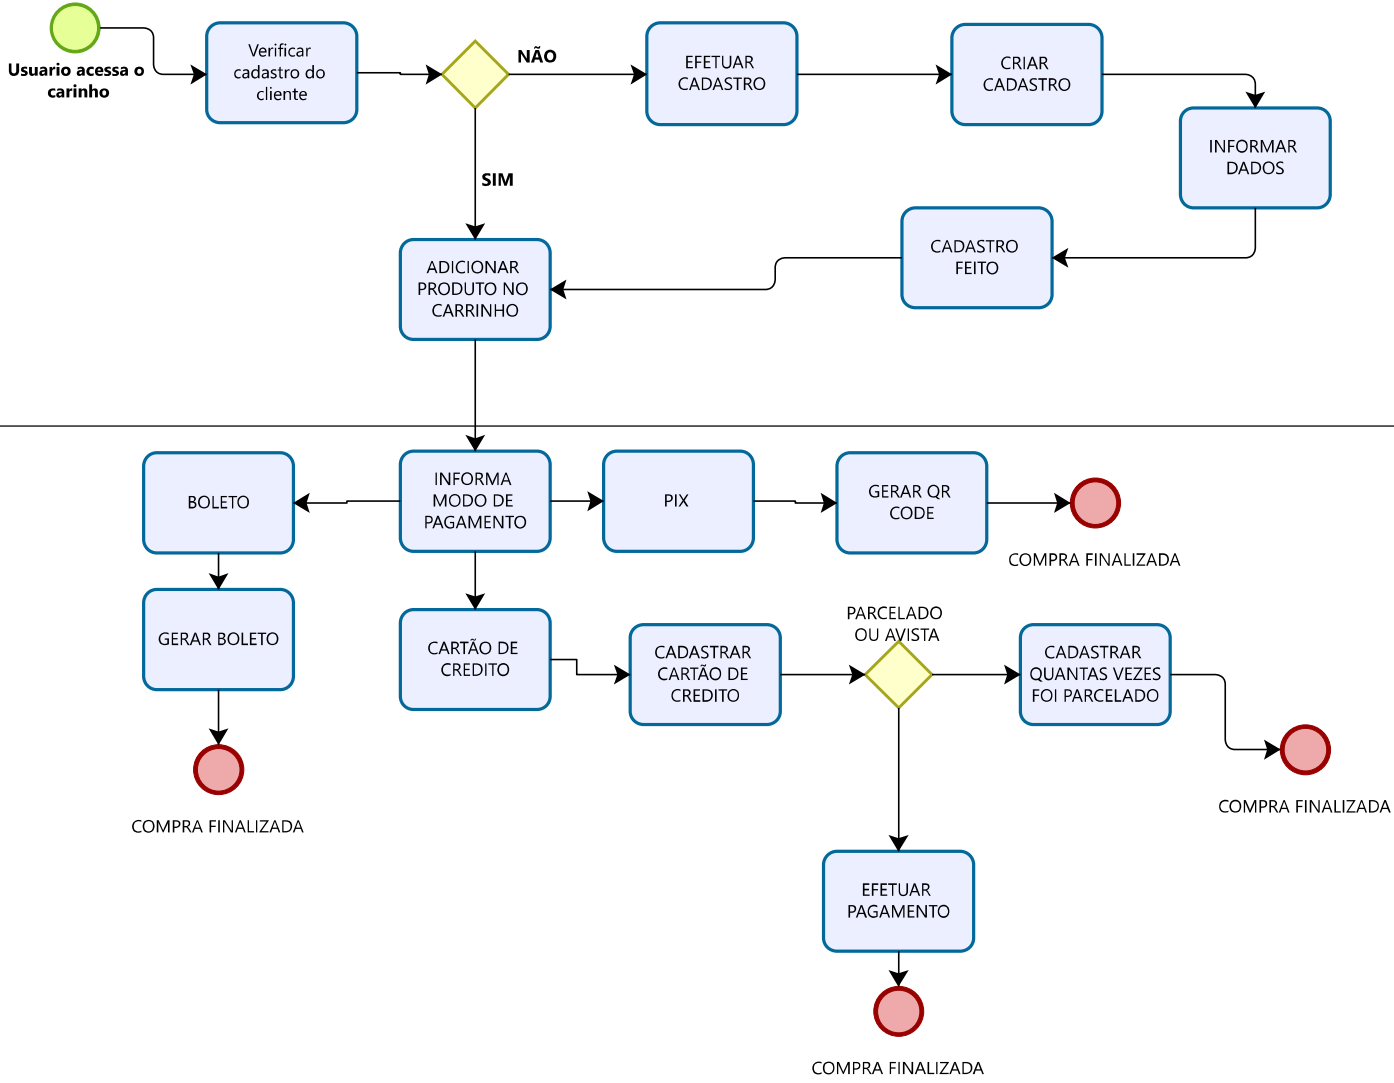 Usuario acessa o
carinho
Verificar
cadastro do
cliente
NÃO
EFETUAR
CADASTRO
CRIAR
CADASTRO
INFORMAR
DADOS
SIM
CADASTRO
FEITO
ADICIONAR
PRODUTO NO
CARRINHO
BOLETO
INFORMA
MODO DE
PAGAMENTO
PIX
GERAR QR
CODE
COMPRA FINALIZADA
GERAR BOLETO
CARTÃO DE
CREDITO
CADASTRAR
CARTÃO DE
CREDITO
PARCELADO
OU AVISTA
CADASTRAR
QUANTAS VEZES
FOI PARCELADO
COMPRA FINALIZADA
COMPRA FINALIZADA
EFETUAR
PAGAMENTO
COMPRA FINALIZADA